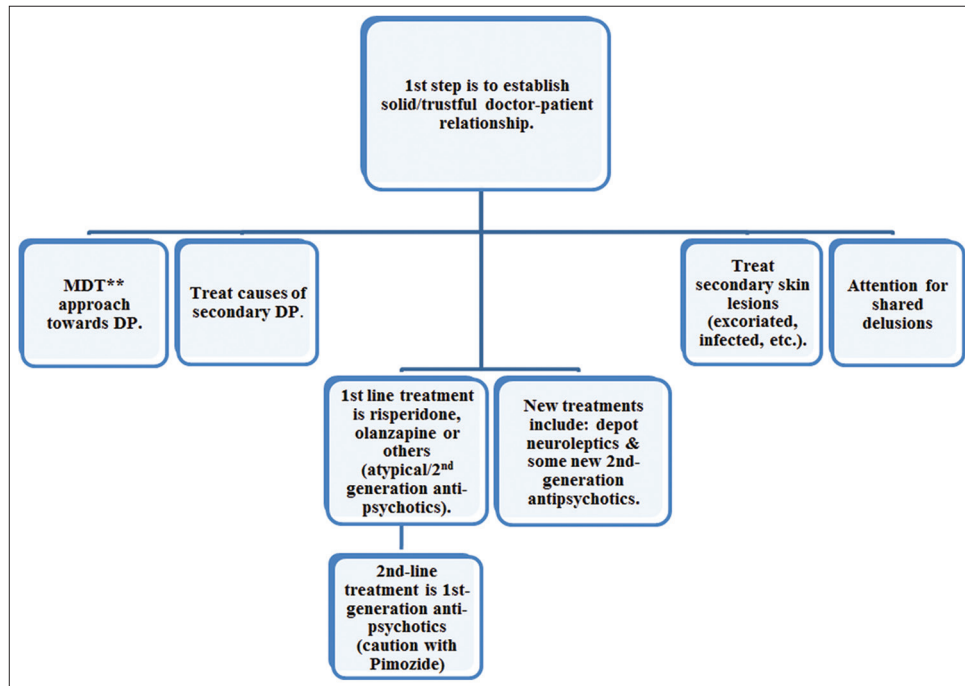 1st step is to establish
solid/trustful doctor-patient
relationship.
MDT**
approach
towards DP.
Treat causes of
secondary DP.
Treat
secondary skin
lesions
(excoriated,
infected, etc.).
Attention for
shared
delusions
1st line treatment
is risperidone,
olanzapine or
others
(atypical/2nd
generation anti-
psychotics).
New treatments
include: depot
neuroleptics &
some new 2nd-
generation
antipsychotics.
2nd-line
treatment is 1st-
generation anti-
psychotics
(caution with
Pimozide)